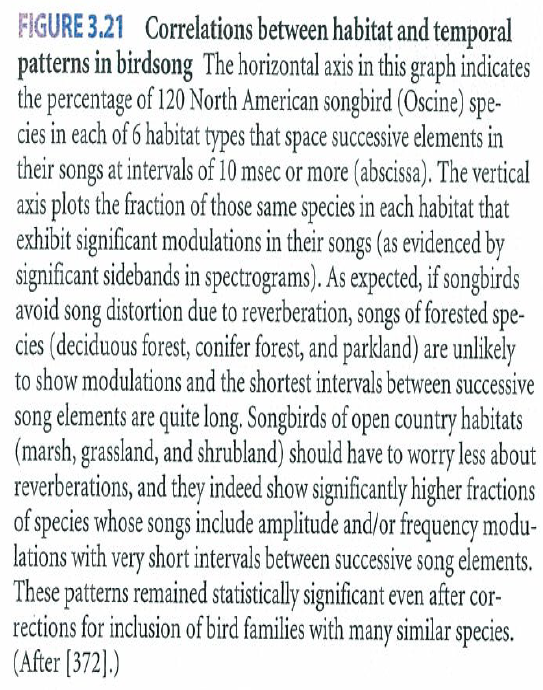 FIGURE 3.21 Correlations between habitat and temporal
patterns in birdsong The horizontal axis in this graph indicates
the percentage of 120 North American songbird (Oscine) spe-
cies in each of 6 habitat types that space successive elements in
their songs at intervals of 10 msec or more (abscissa). The vertical
axis plots the fraction of those same species in each habitat that
exhibit significant modulations in their songs (as evidenced by
significant sidebands in spectrograms). As expected, if songbirds
avoid song distortion due to reverberation, songs of forested spe-
cies (deciduous forest, conifer forest, and parkland) are unlikely
to show modulations and the shortest intervals between successive
song elements are quite long. Songbirds of open country habitats
(marsh, grassland, and shrubland) should have to worry less about
reverberations, and they indeed show significantly higher fractions
of species whose songs include amplitude and/or frequency modu-
lations with very short intervals between successive song elements.
These patterns remained statistically significant even after cor-
rections for inclusion of bird families with many similar species.
(After [372].)